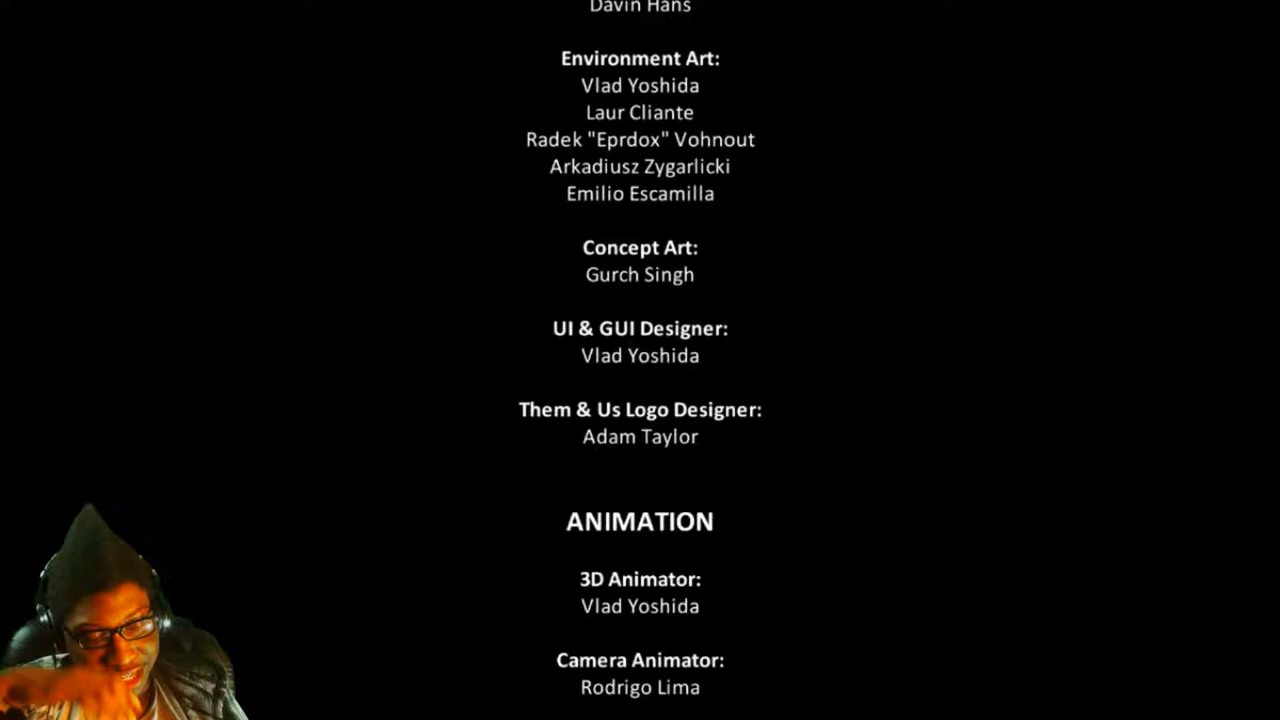 Davin Hans
Environment Art:
Vlad Yoshida
Laur Cliante
Radek "Eprdox" Vohnout
Arkadiusz Zygarlicki
Emilio Escamilla
Concept Art:
Gurch Singh
UI & GUI Designer:
Vlad Yoshida
Them & Us Logo Designer:
Adam Taylor
ANIMATION
3D Animator:
Vlad Yoshida
Camera Animator:
Rodrigo Lima